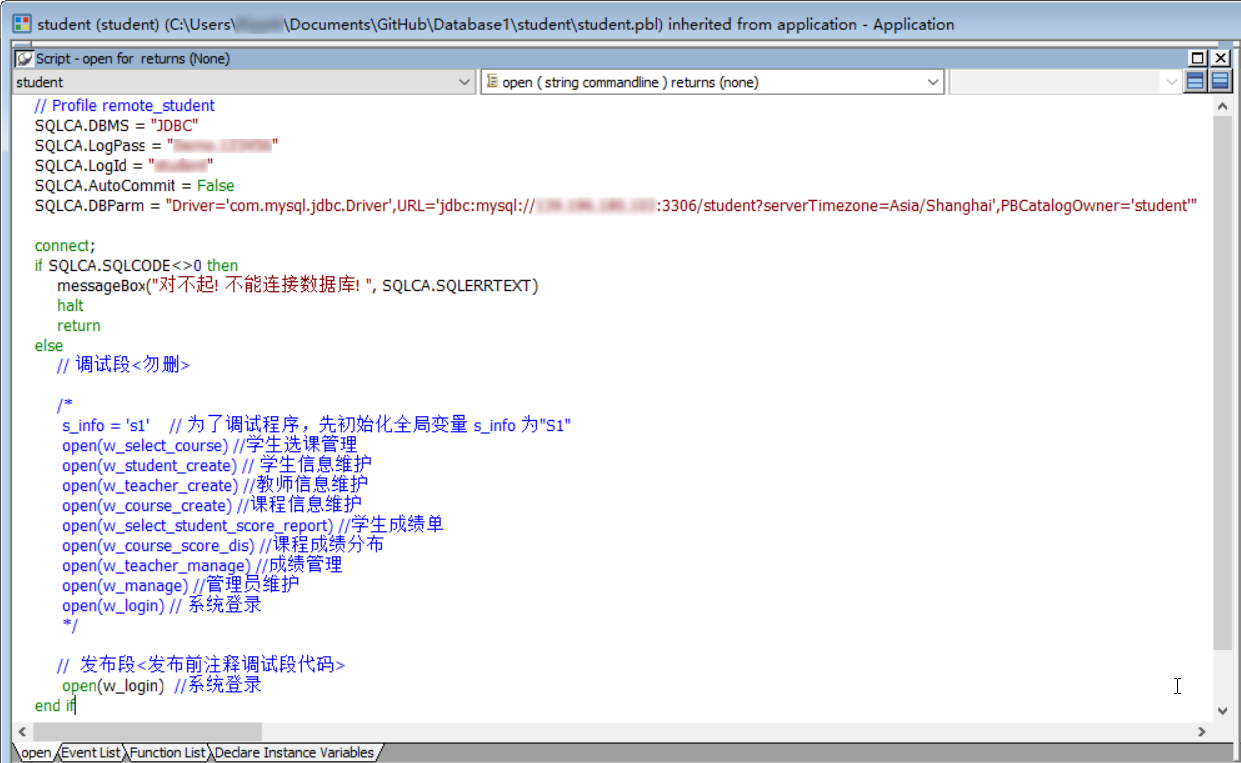 student (student) (C:\Users\ \Documents\GitHub\Database1\student\student.pbl) inherited from application - Application
Script - open for returns (None)
student
open ( string commandline ) returns (none)
// Profile remote_student
SQLCA.DBMS = "JDBC"
SQLCA.LogPass = " "
SQLCA.LogId = " "
SQLCA.AutoCommit = False
SQLCA.DBParm = "Driver='com.mysql.jdbc.Driver',URL='jdbc:mysql:// :3306/student?serverTimezone=Asia/Shanghai',PBCatalogOwner='student'"
connect;
if SQLCA.SQLCODE<>0 then
messageBox("对不起! 不能连接数据库! ", SQLCA.SQLERRTEXT)
halt
return
else
// 调试段<勿删>
/*
s_info = 's1' // 为了调试程序，先初始化全局变量 s_info 为"S1"
open(w_select_course) //学生选课管理
open(w_student_create) // 学生信息维护
open(w_teacher_create) //教师信息维护
open(w_course_create) //课程信息维护
open(w_select_student_score_report) //学生成绩单
open(w_course_score_dis) //课程成绩分布
open(w_teacher_manage) //成绩管理
open(w_manage) //管理员维护
open(w_login) // 系统登录
*/
// 发布段<发布前注释调试段代码>
open(w_login) //系统登录
end if
open
Event List
Function List
Declare Instance Variables